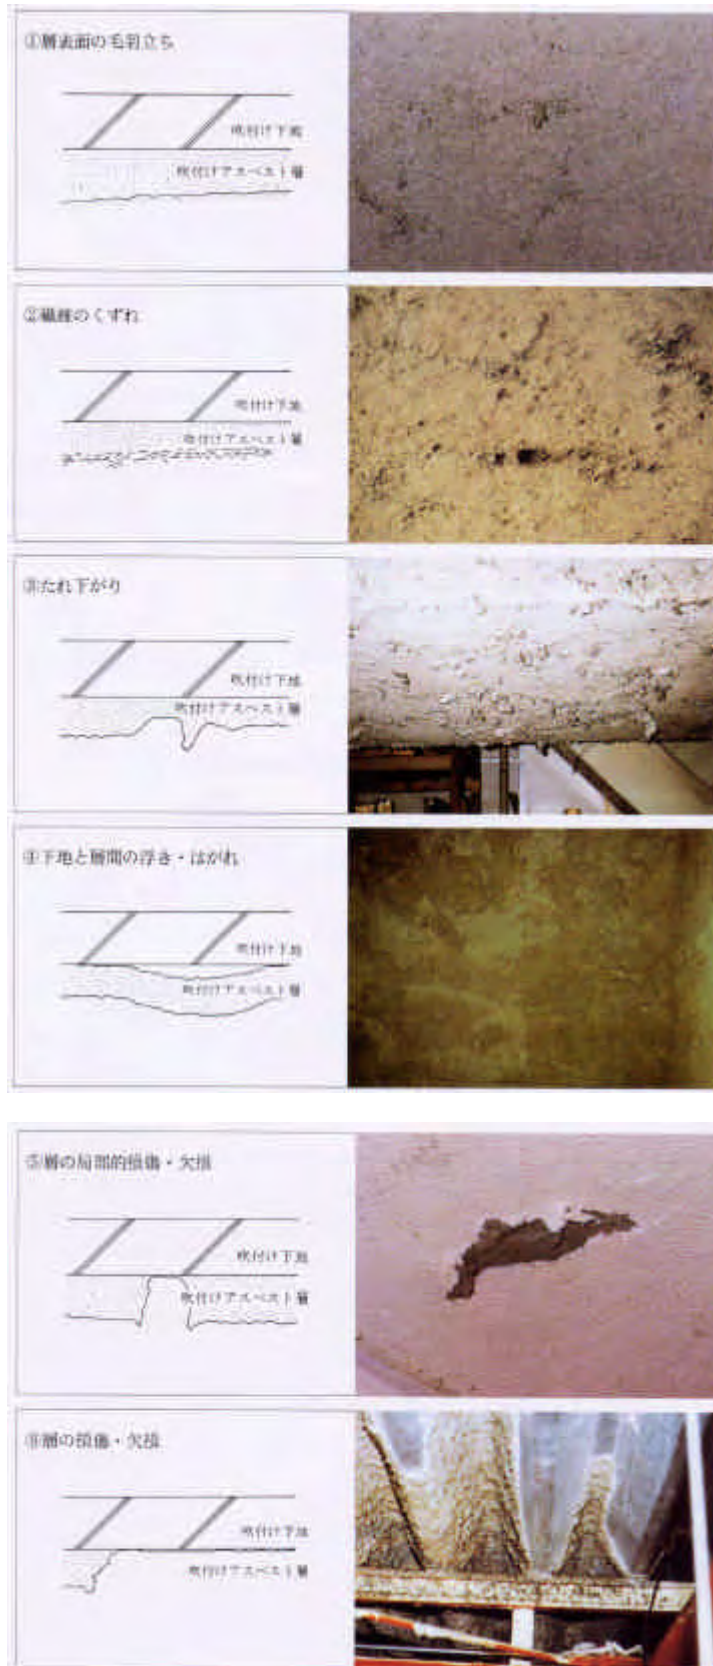 ①層表面の毛羽立ち
吹付け下地
吹付けアスベスト層
②繊維のくずれ
吹付け下地
吹付けアスベスト層
③たれ下がり
吹付け下地
吹付けアスベスト層
④下地と層間の浮き・はがれ
吹付け下地
吹付けアスベスト層
⑤層の局部的損傷・欠損
吹付け下地
吹付けアスベスト層
⑥層の損傷・欠損
吹付け下地
吹付けアスベスト層